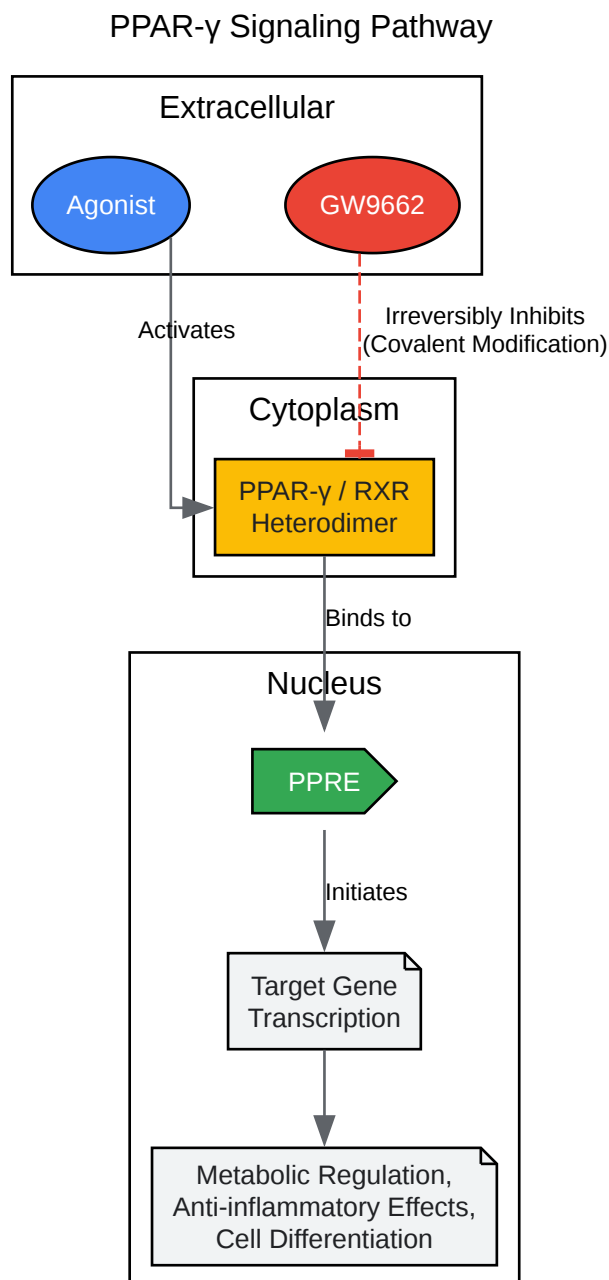 PPAR-γ Signaling Pathway
Extracellular
Agonist
GW9662
Activates
Irreversibly Inhibits
(Covalent Modification)
Cytoplasm
PPAR-γ / RXR
Heterodimer
Binds to
Nucleus
PPRE
Initiates
Target Gene
Transcription
Metabolic Regulation,
Anti-inflammatory Effects,
Cell Differentiation